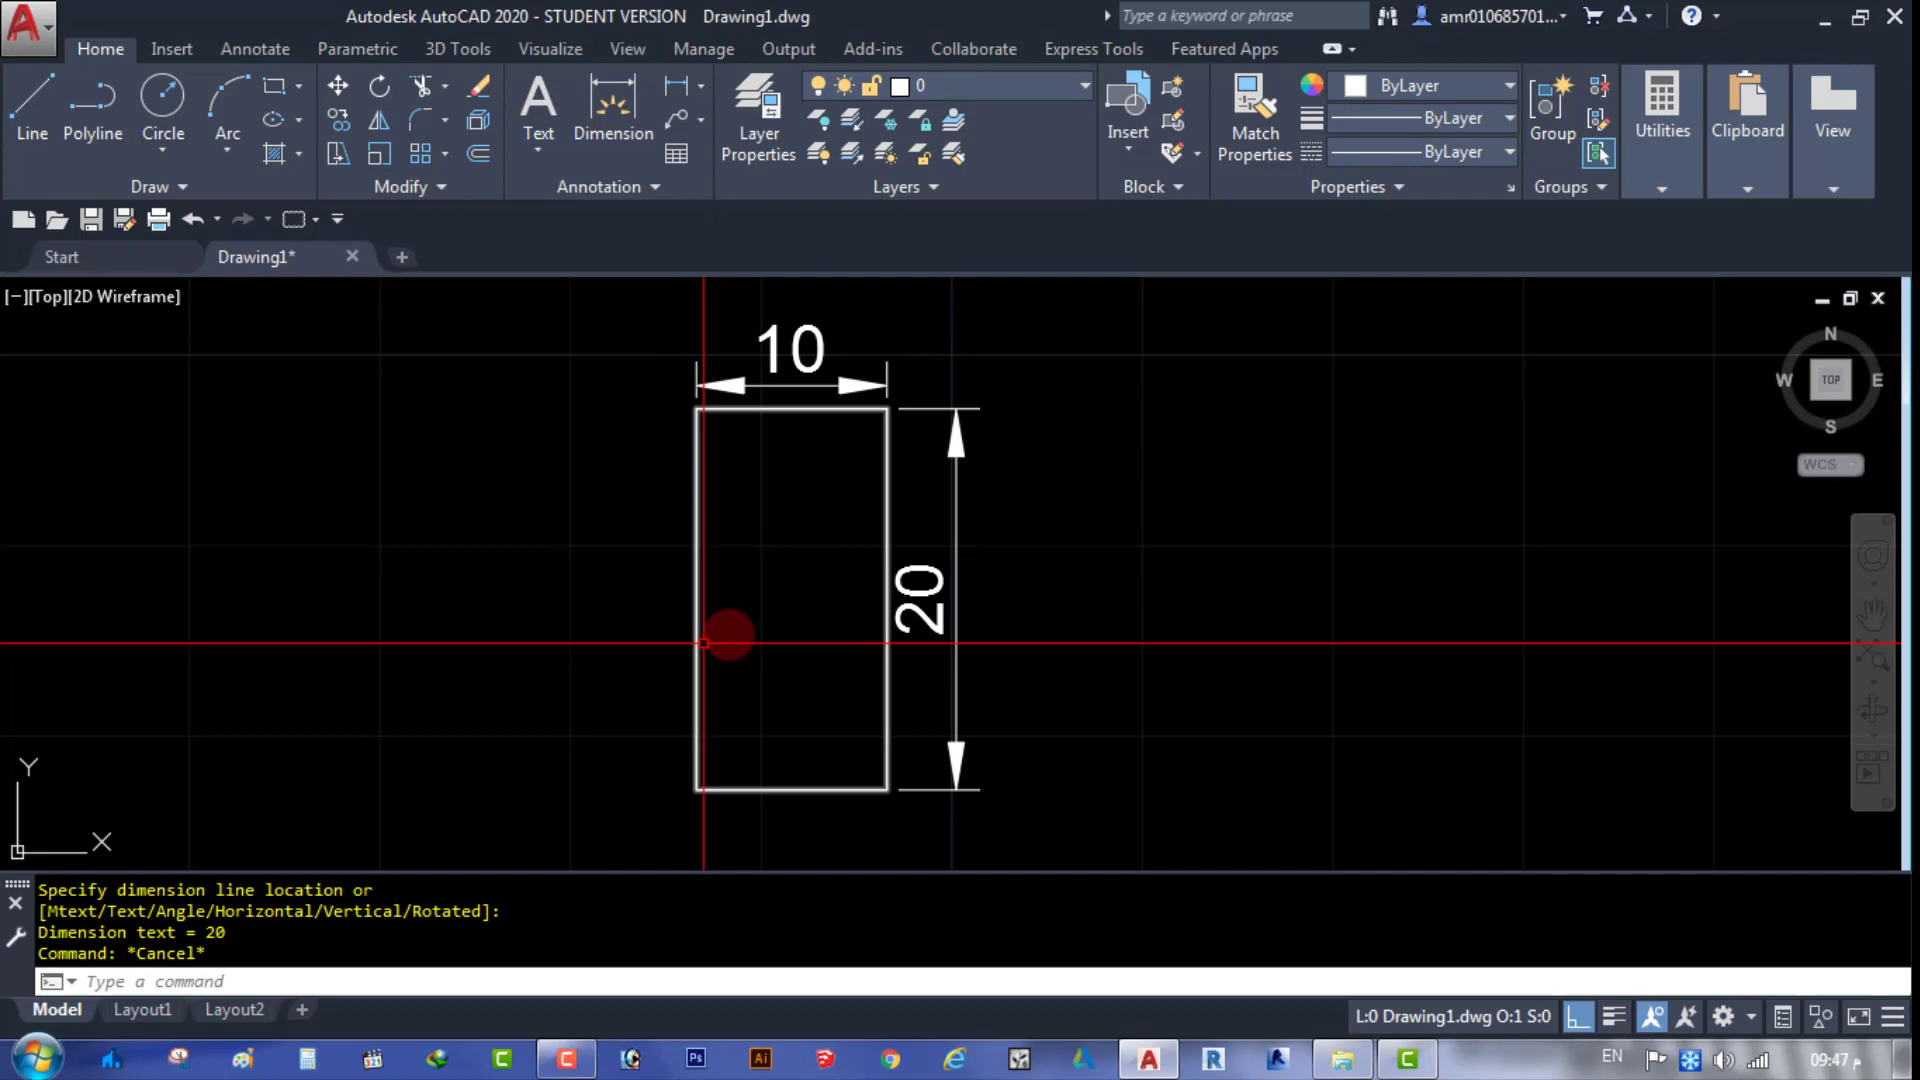 Autodesk AutoCAD 2020 - STUDENT VERSION Drawing1.dwg
Type a keyword or phrase
amr010685701...
Home Insert Annotate Parametric 3D Tools Visualize View Manage Output Add-ins Collaborate Express Tools Featured Apps
Line Polyline Circle Arc
Text Dimension
Layer Properties
0
Insert
Match Properties
ByLayer
ByLayer
ByLayer
Group
Utilities
Clipboard
View
Draw Modify Annotation Layers Block Properties Groups
Start Drawing1*
[−][Top][2D Wireframe]
N
W TOP E
S
WCS
10
20
Y
X
Specify dimension line location or
[Mtext/Text/Angle/Horizontal/Vertical/Rotated]:
Dimension text = 20
Command: *Cancel*
Type a command
Model Layout1 Layout2
L:0 Drawing1.dwg O:1 S:0
Ps Ai
EN
09:47 م